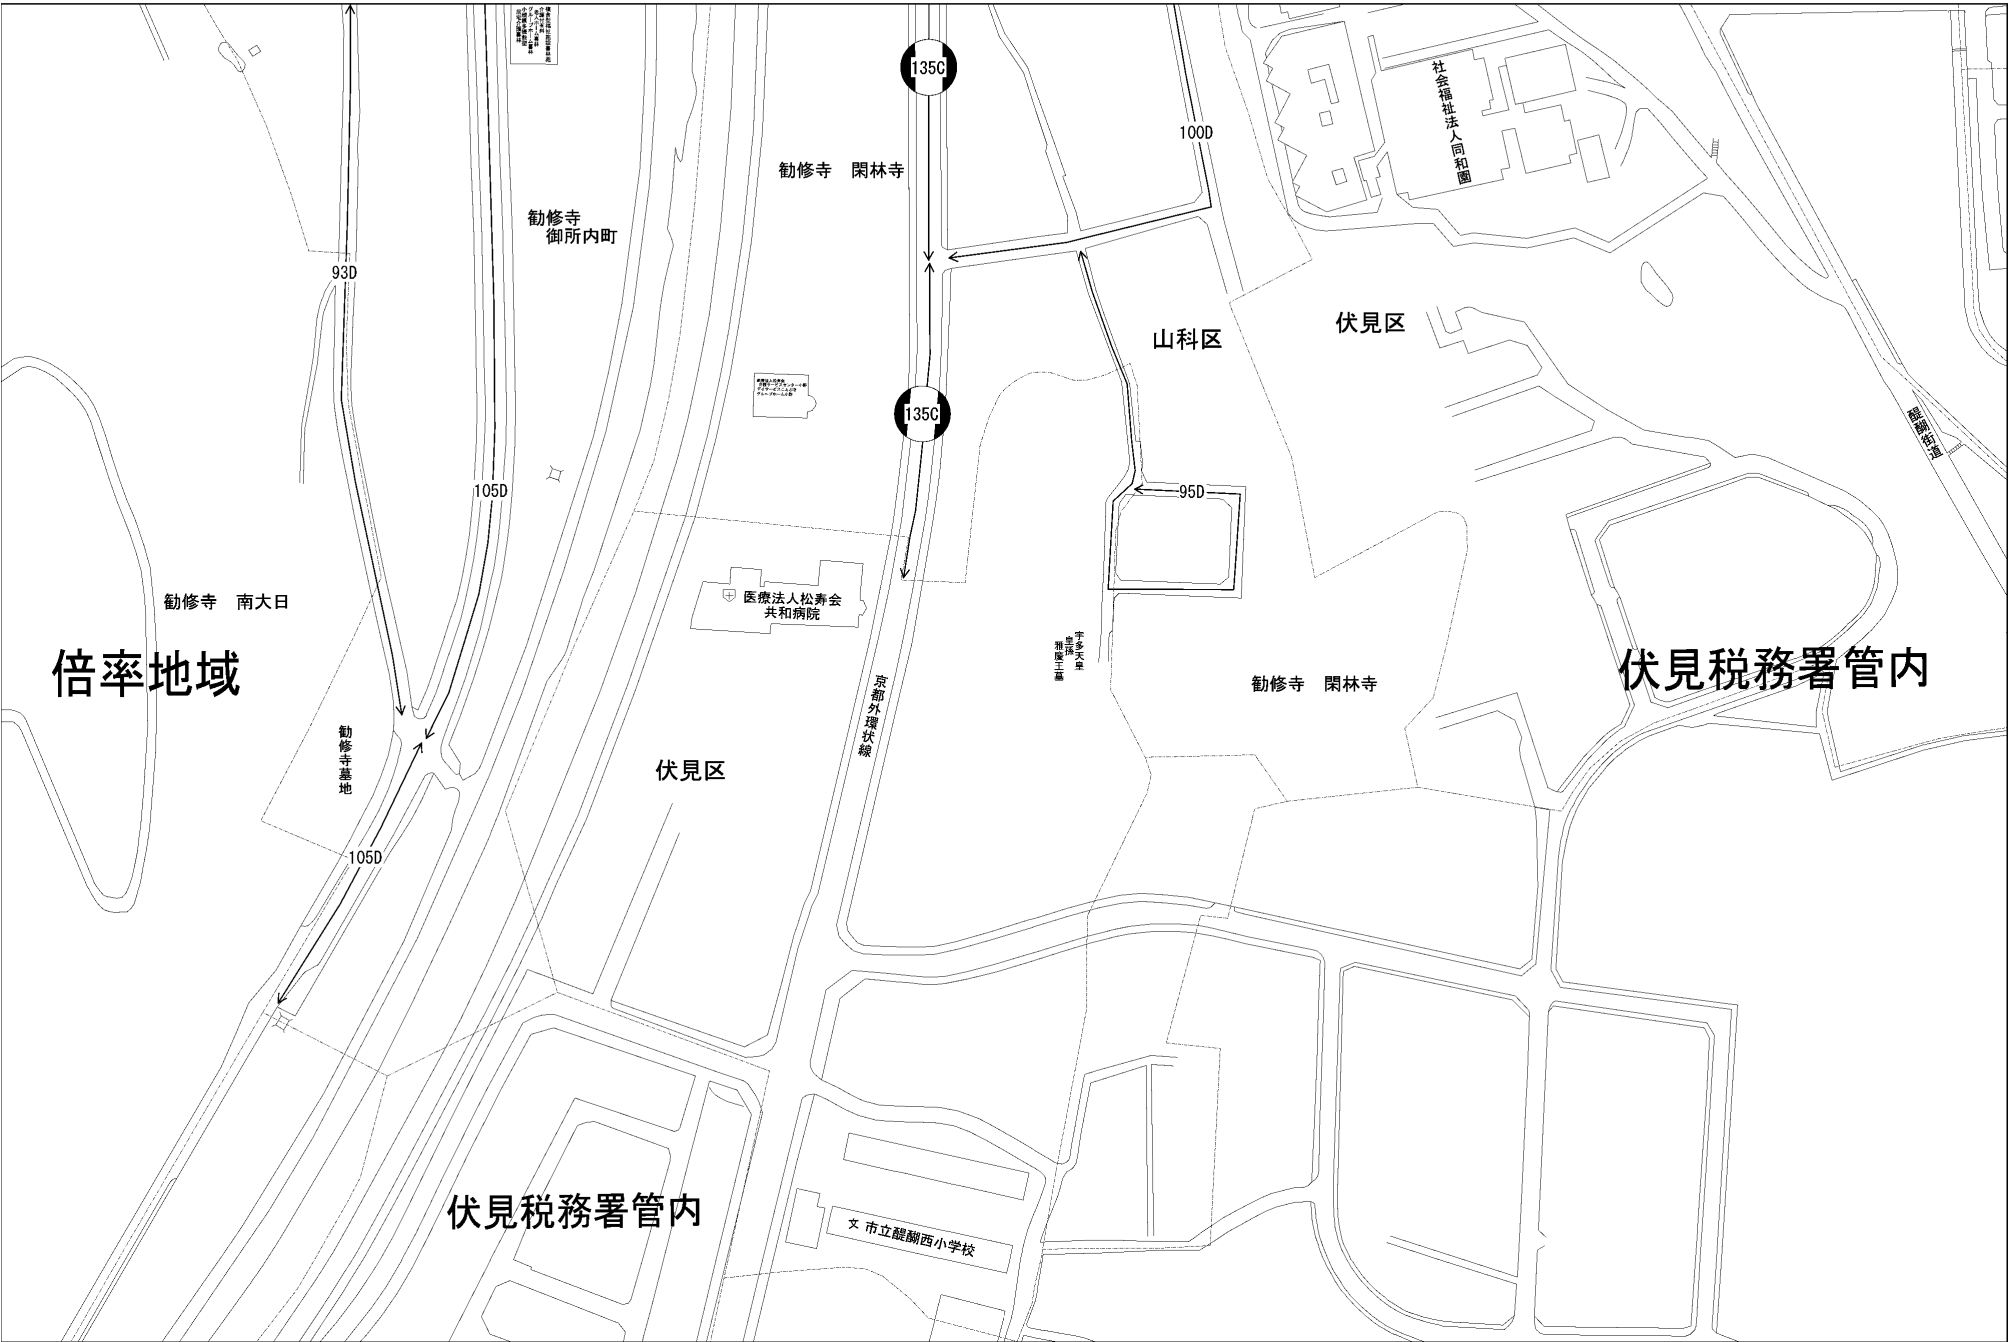 135C
100D
社会福祉法人同和園
勧修寺　閑林寺
勧修寺
御所内町
93D
山科区
伏見区
135C
醍醐街道
105D
95D
勧修寺　南大日
医療法人松寿会
共和病院
宇多天皇
皇孫
雅慶王墓
倍率地域
伏見税務署管内
勧修寺　閑林寺
京都外環状線
勧修寺墓地
伏見区
105D
伏見税務署管内
文 市立醍醐西小学校